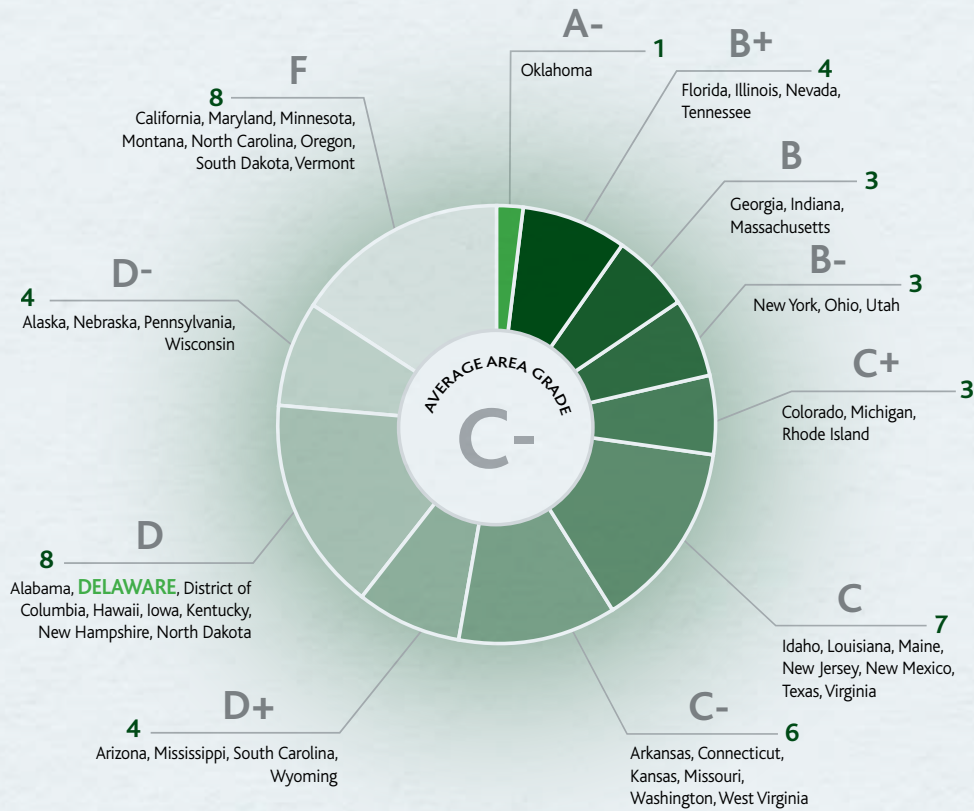 A-
1
Oklahoma
B+
4
Florida, Illinois, Nevada,
Tennessee
B
3
Georgia, Indiana,
Massachusetts
B-
3
New York, Ohio, Utah
C+
3
Colorado, Michigan,
Rhode Island
C
7
Idaho, Louisiana, Maine,
New Jersey, New Mexico,
Texas, Virginia
C-
6
Arkansas, Connecticut,
Kansas, Missouri,
Washington, West Virginia
D+
4
Arizona, Mississippi, South Carolina,
Wyoming
D
8
Alabama, DELAWARE, District of
Columbia, Hawaii, Iowa, Kentucky,
New Hampshire, North Dakota
D-
4
Alaska, Nebraska, Pennsylvania,
Wisconsin
F
8
California, Maryland, Minnesota,
Montana, North Carolina, Oregon,
South Dakota, Vermont
AVERAGE AREA GRADE
C-